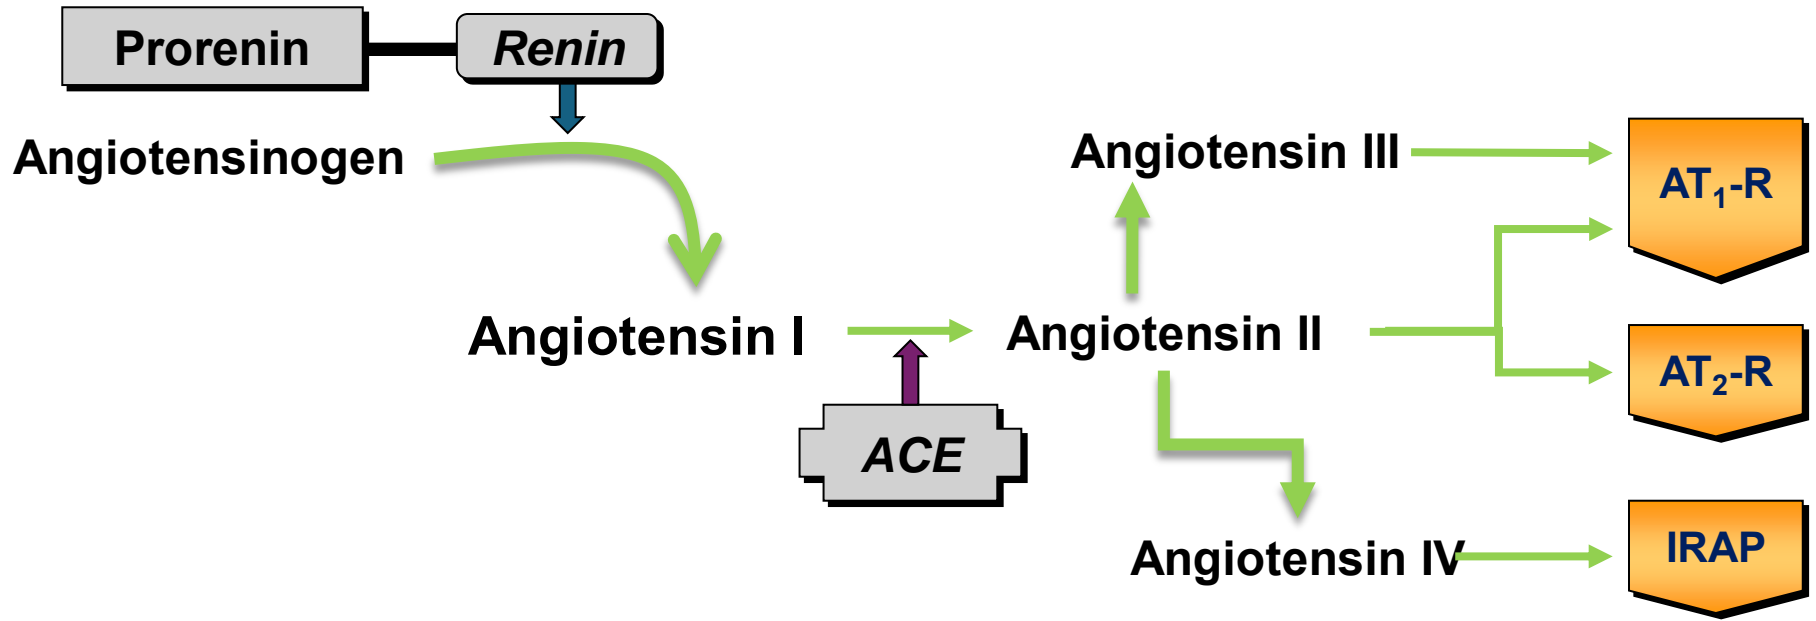 Prorenin
Renin
Angiotensinogen
Angiotensin III
AT1-R
Angiotensin I
Angiotensin II
AT2-R
ACE
Angiotensin IV
IRAP